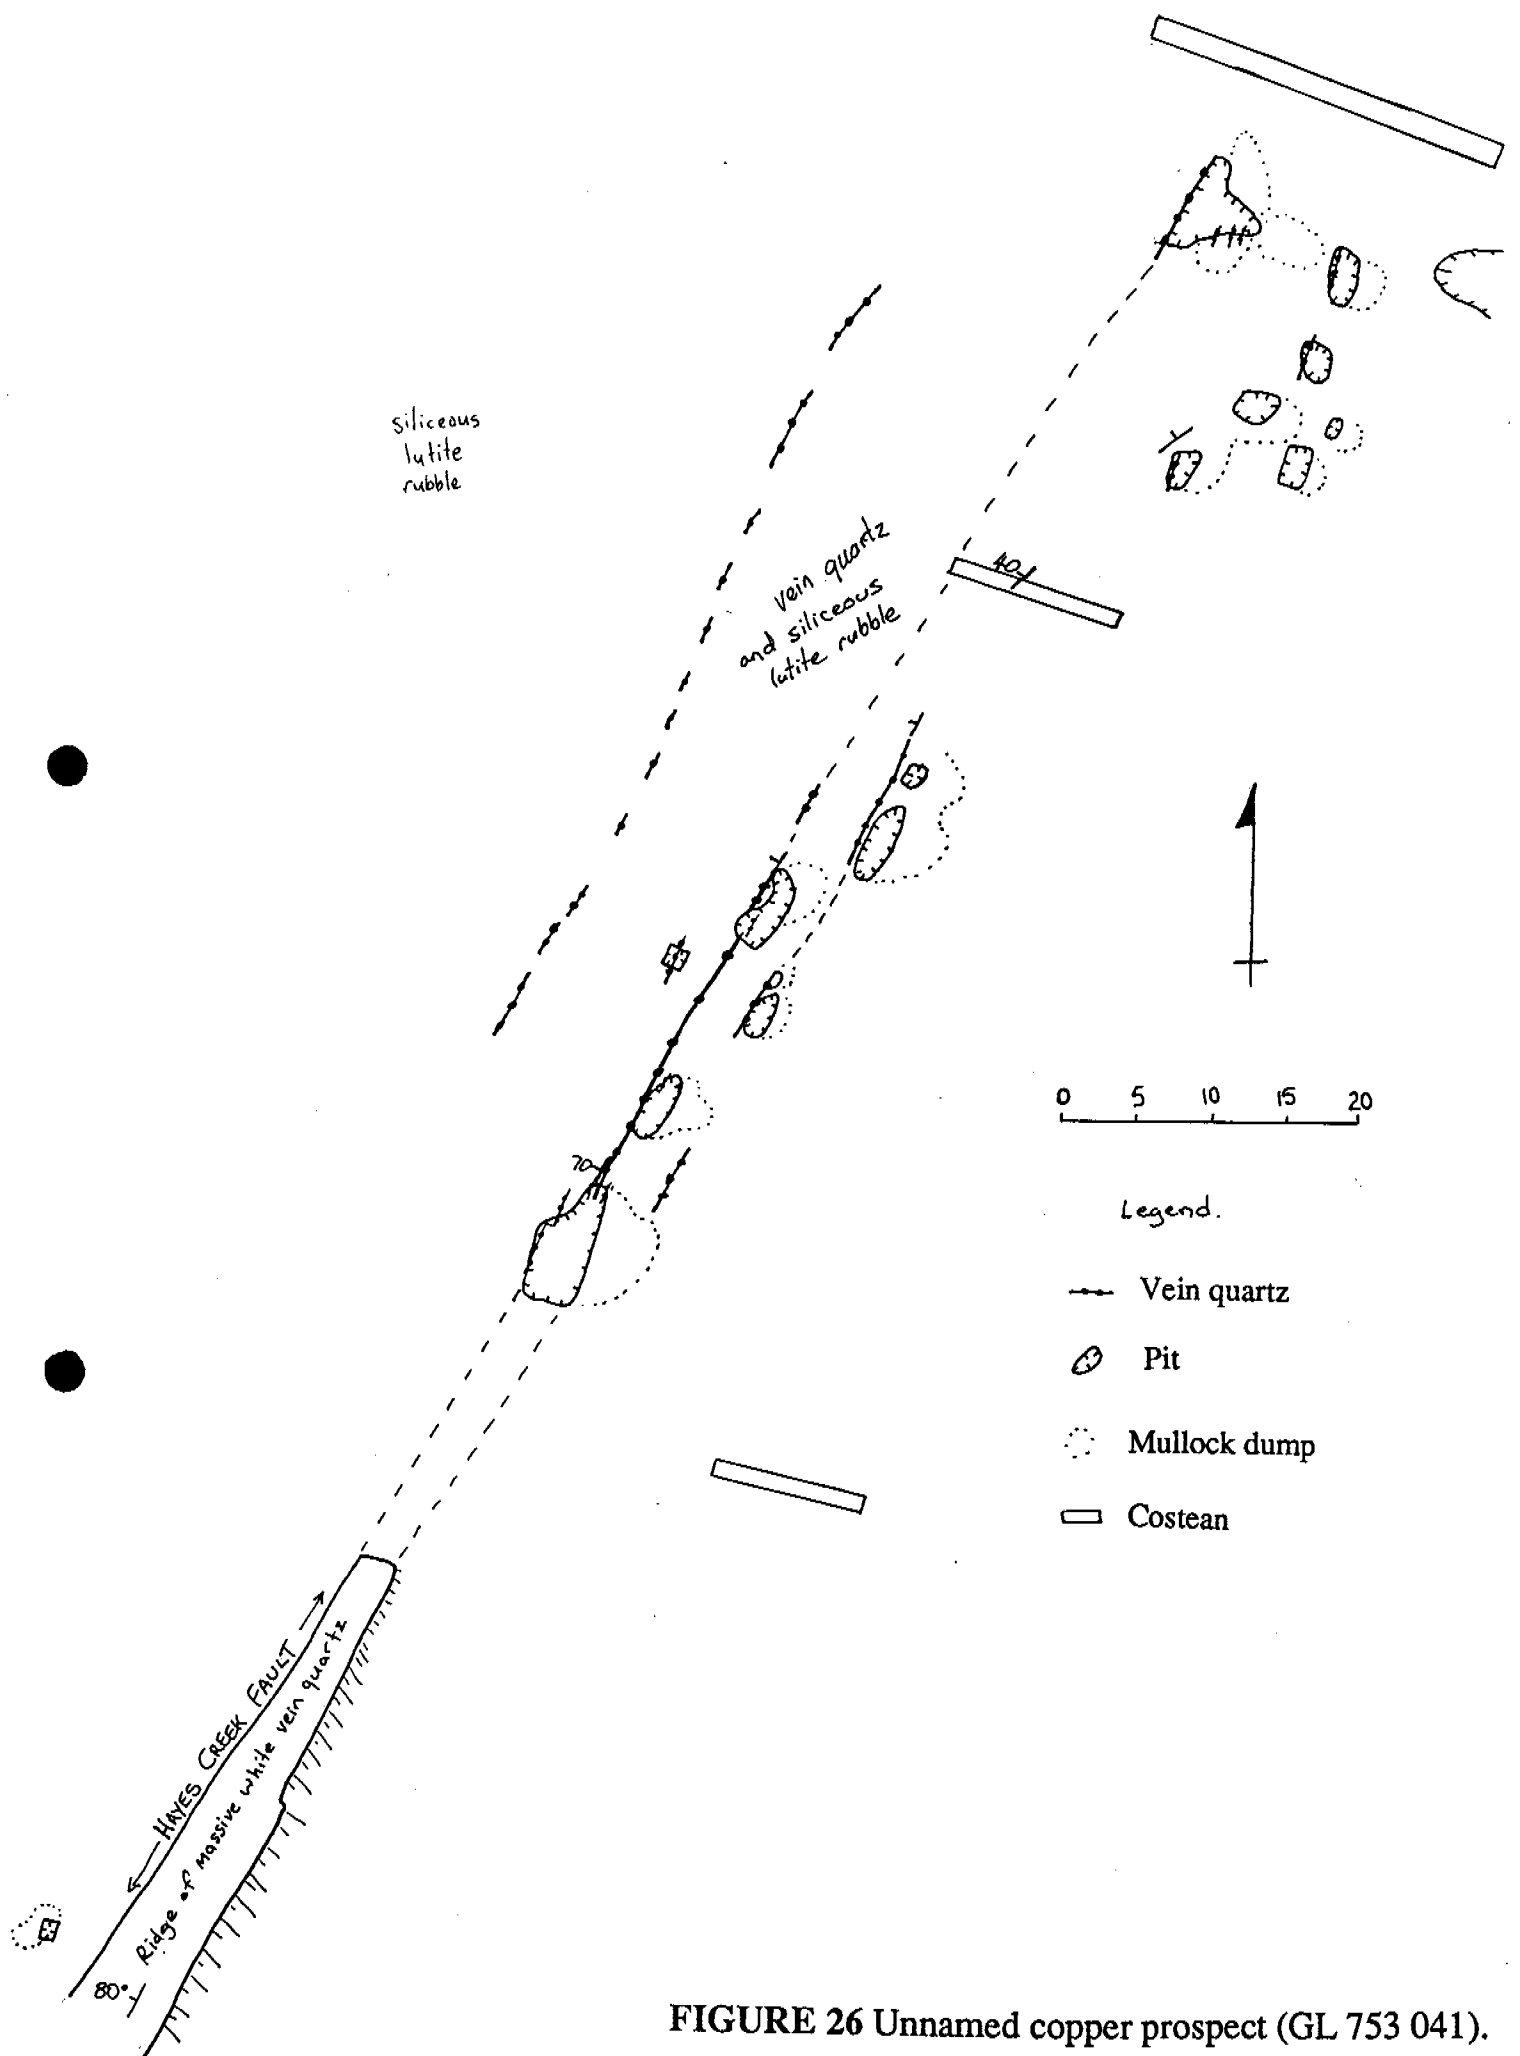 siliceous
lutite
rubble
vein quartz
and siliceous
lutite rubble
40
70
0 5 10 15 20
Legend.
Vein quartz
Pit
Mullock dump
Costean
HAYES CREEK FAULT
Ridge of massive white vein quartz
80°
FIGURE 26 Unnamed copper prospect (GL 753 041).